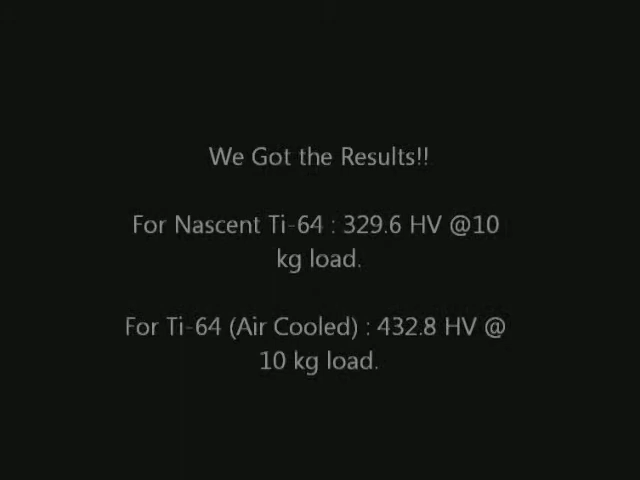 We Got the Results!!
For Nascent Ti-64 : 329.6 HV @10
kg load.
For Ti-64 (Air Cooled) : 432.8 HV @
10 kg load.